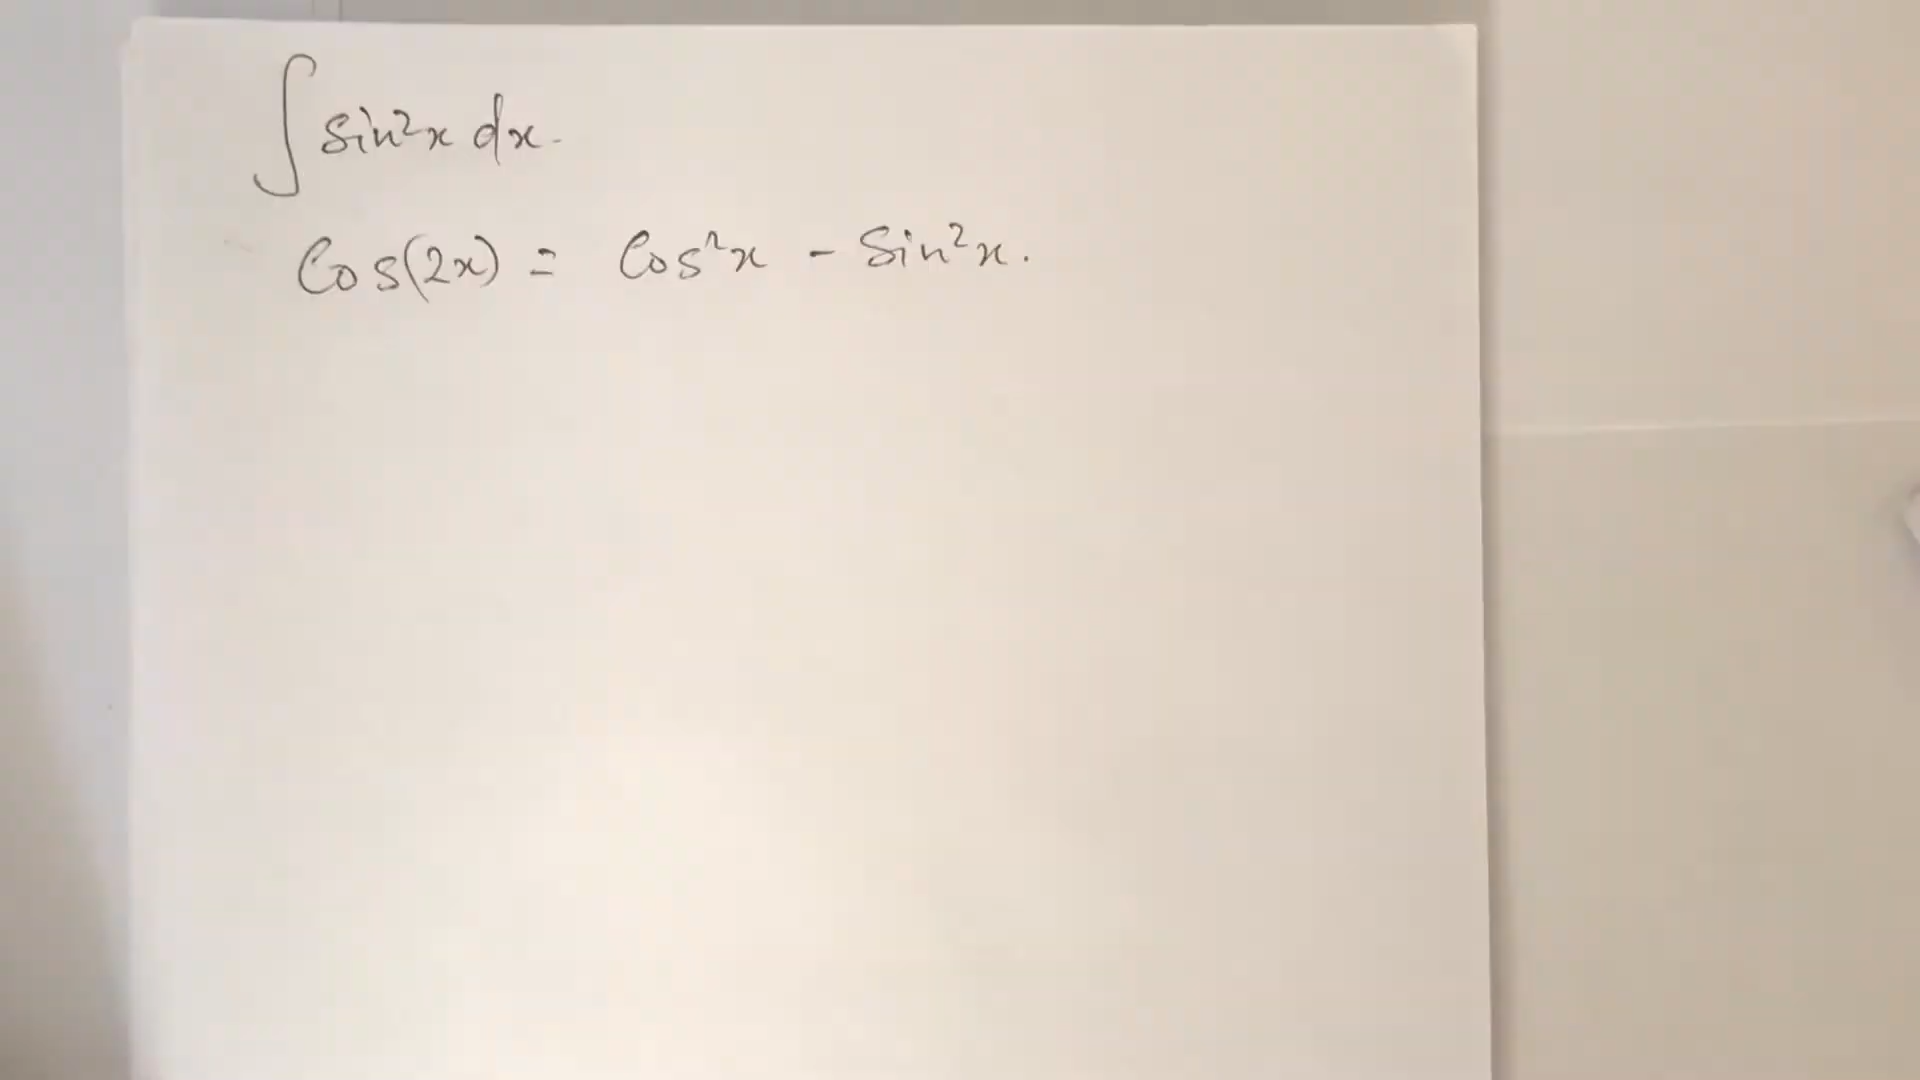 ∫ sin²x dx.
Cos(2x) = Cos²x - Sin²x.